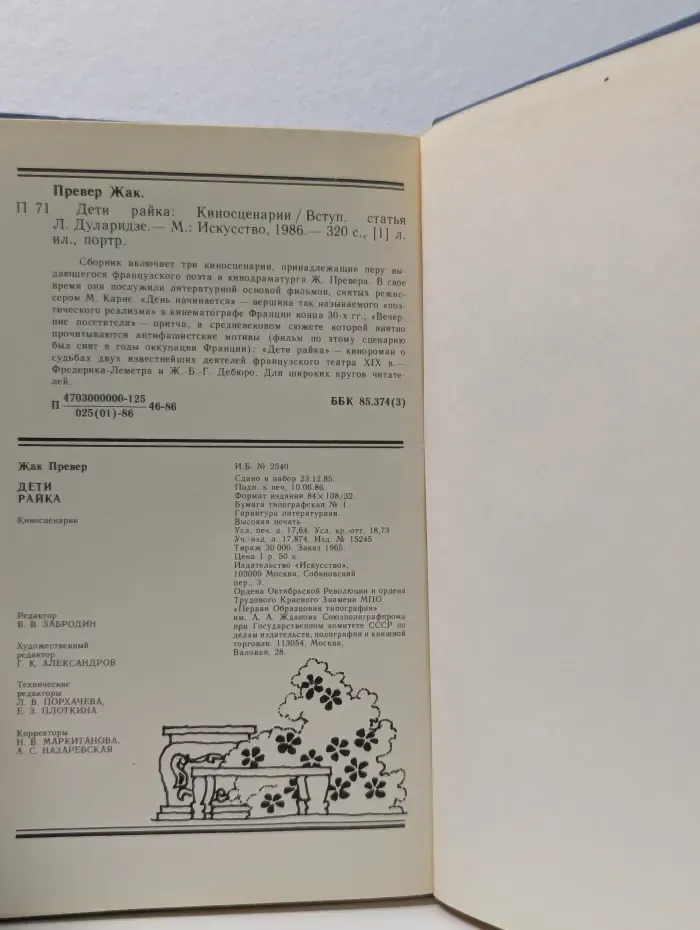 Превер Жак.
П 71 Дети райка: Киносценарии / Вступ. статья
Л. Дуларидзе.— М.: Искусство, 1986.— 320 с., [1] л.
ил., портр.
Сборник включает три киносценария, принадлежащие перу вы-
дающегося французского поэта и кинодраматурга Ж. Превера. В свое
время они послужили литературной основой фильмов, снятых режис-
сером М. Карне. «День начинается» — вершина так называемого «поэ-
тического реализма» в кинематографе Франции конца 30-х гг.; «Вечер-
ние посетители» — притча, в средневековом сюжете которой внятно
прочитываются антифашистские мотивы (фильм по этому сценарию
был снят в годы оккупации Франции); «Дети райка» — кинороман о
судьбах двух известнейших деятелей французского театра XIX в.—
Фредерика-Леметра и Ж.-Б.-Г. Дебюро. Для широких кругов читате-
лей.
П 4703000000-125 46-86
025(01)-86
ББК 85.374(3)
Жак Превер
ДЕТИ
РАЙКА
Киносценарии
Редактор
В. В. ЗАБРОДИН
Художественный
редактор
Г. К. АЛЕКСАНДРОВ
Технические
редакторы
Л. В. ПОРХАЧЕВА,
Е. З. ПЛОТКИНА
Корректоры
Н. В. МАРКИТАНОВА,
А. С. НАЗАРЕВСКАЯ
И.Б. № 2540
Сдано в набор 23.12.85.
Подп. к печ. 10.06.86.
Формат издания 84×108/32.
Бумага типографская № 1.
Гарнитура литературная.
Высокая печать
Усл. печ. л. 17,64. Усл. кр.-отт. 18,73
Уч.-изд. л. 17,874. Изд. № 15245
Тираж 30 000. Заказ 1965.
Цена 1 р. 50 к.
Издательство «Искусство»,
103009 Москва, Собиновский
пер., 3.
Ордена Октябрьской Революции и ордена
Трудового Красного Знамени МПО
«Первая Образцовая типография»
им. А. А. Жданова Союзполиграфпрома
при Государственном комитете СССР по
делам издательств, полиграфии и книжной
торговли. 113054, Москва,
Валовая, 28.